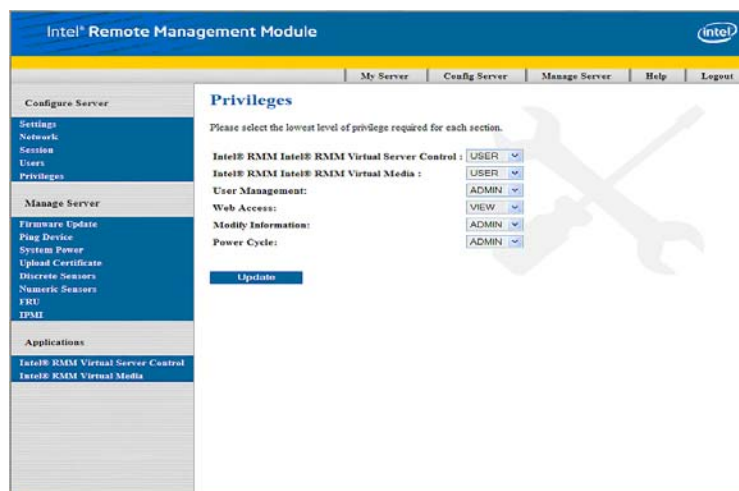 Intel® Remote Management Module
intel
My Server | Config Server | Manage Server | Help | Logout
Configure Server
Settings
Network
Session
Users
Privileges
Manage Server
Firmware Update
Ping Device
System Power
Upload Certificate
Discrete Sensors
Numeric Sensors
FRU
IPMI
Applications
Intel® RMM Virtual Server Control
Intel® RMM Virtual Media
Privileges
Please select the lowest level of privilege required for each section.
Intel® RMM Intel® RMM Virtual Server Control : USER
Intel® RMM Intel® RMM Virtual Media : USER
User Management: ADMIN
Web Access: VIEW
Modify Information: ADMIN
Power Cycle: ADMIN
Update